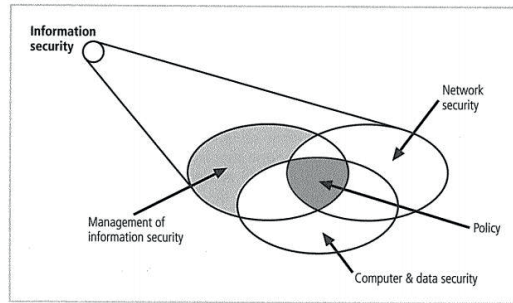 Information
security
Network
security
Management of
information security
Policy
Computer & data security